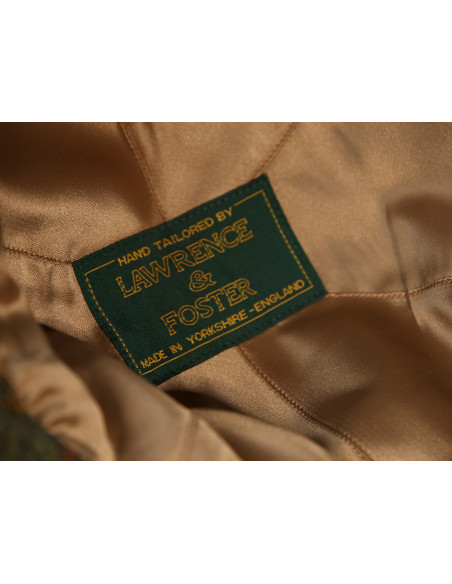 HAND TAILORED BY
LAWRENCE
&
FOSTER
MADE IN YORKSHIRE-ENGLAND